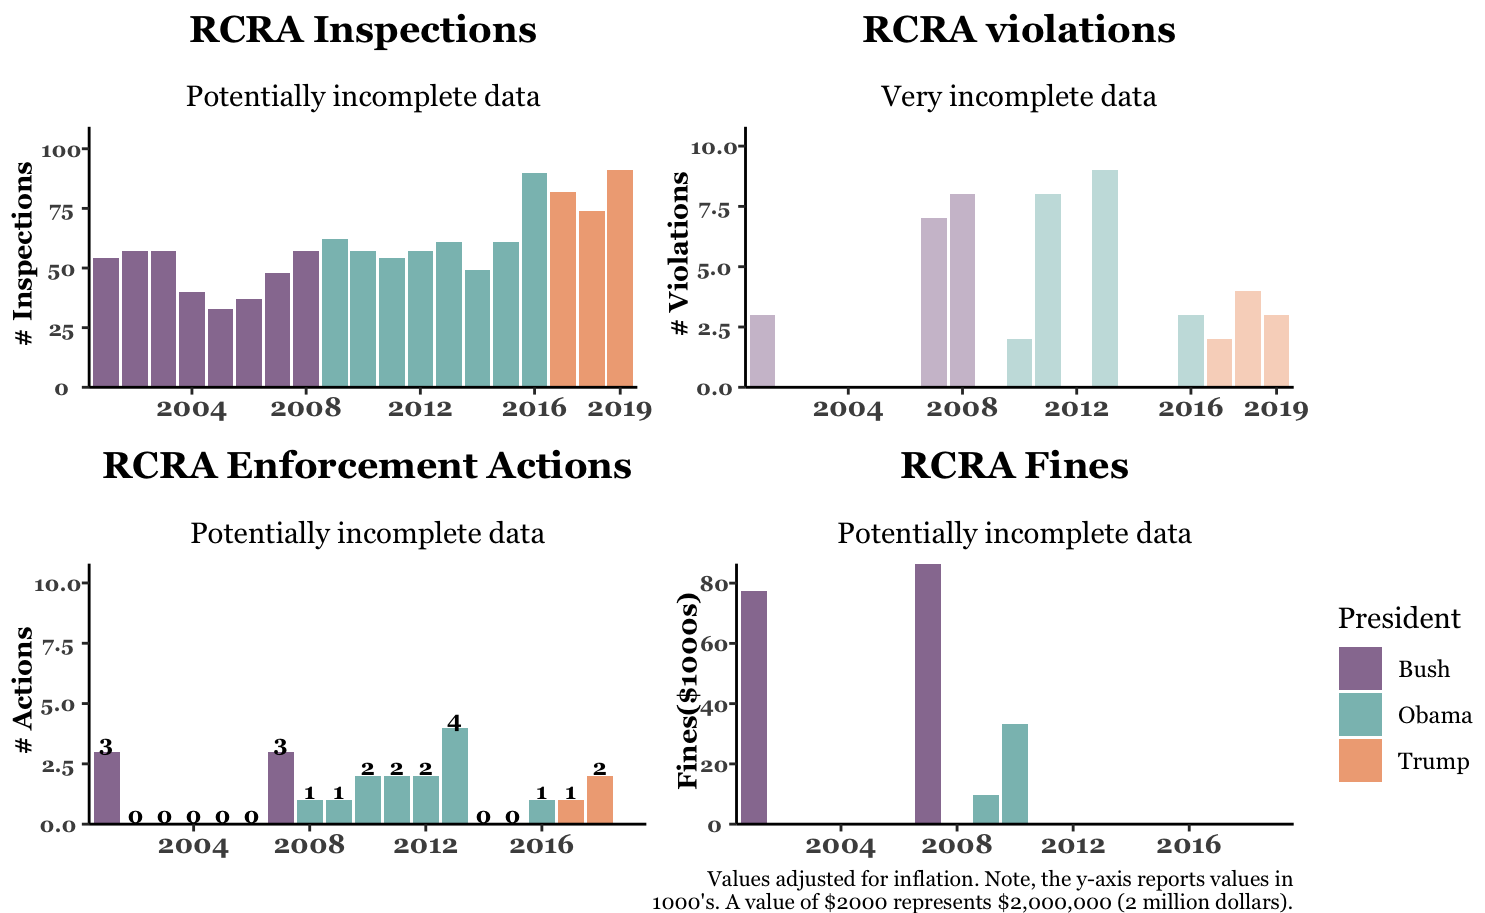 RCRA Inspections
Potentially incomplete data
# Inspections
100
75
50
25
0
2004 2008 2012 2016 2019
RCRA violations
Very incomplete data
# Violations
10.0
7.5
5.0
2.5
0.0
2004 2008 2012 2016 2019
RCRA Enforcement Actions
Potentially incomplete data
# Actions
10.0
7.5
5.0
2.5
0.0
3 0 0 0 0 0 3 1 1 2 2 2 4 0 0 1 1 2
2004 2008 2012 2016
RCRA Fines
Potentially incomplete data
Fines($1000s)
80
60
40
20
0
2004 2008 2012 2016
President
Bush
Obama
Trump
Values adjusted for inflation. Note, the y-axis reports values in
1000's. A value of $2000 represents $2,000,000 (2 million dollars).